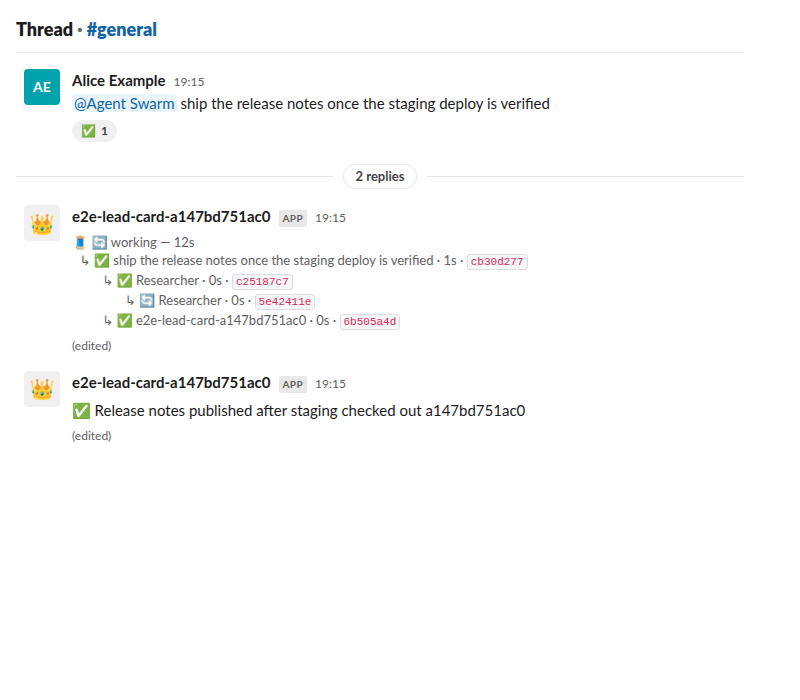 Thread • #general
AE
Alice Example 19:15
@Agent Swarm ship the release notes once the staging deploy is verified
✅ 1
2 replies
e2e-lead-card-a147bd751ac0 APP 19:15
🧵 🔄 working — 12s
↳ ✅ ship the release notes once the staging deploy is verified · 1s · cb30d277
↳ ✅ Researcher · 0s · c25187c7
↳ 🔄 Researcher · 0s · 5e42411e
↳ ✅ e2e-lead-card-a147bd751ac0 · 0s · 6b505a4d
(edited)
e2e-lead-card-a147bd751ac0 APP 19:15
✅ Release notes published after staging checked out a147bd751ac0
(edited)